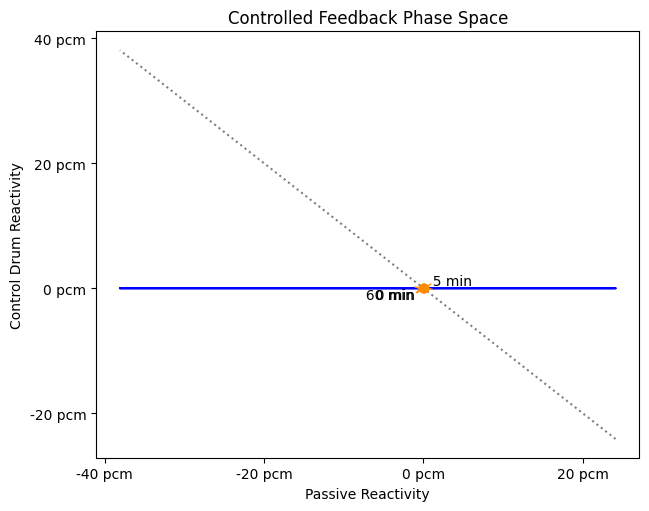 Controlled Feedback Phase Space
40 pcm
20 pcm
0 pcm
-20 pcm
Control Drum Reactivity
5 min
60 min
-40 pcm
-20 pcm
0 pcm
20 pcm
Passive Reactivity